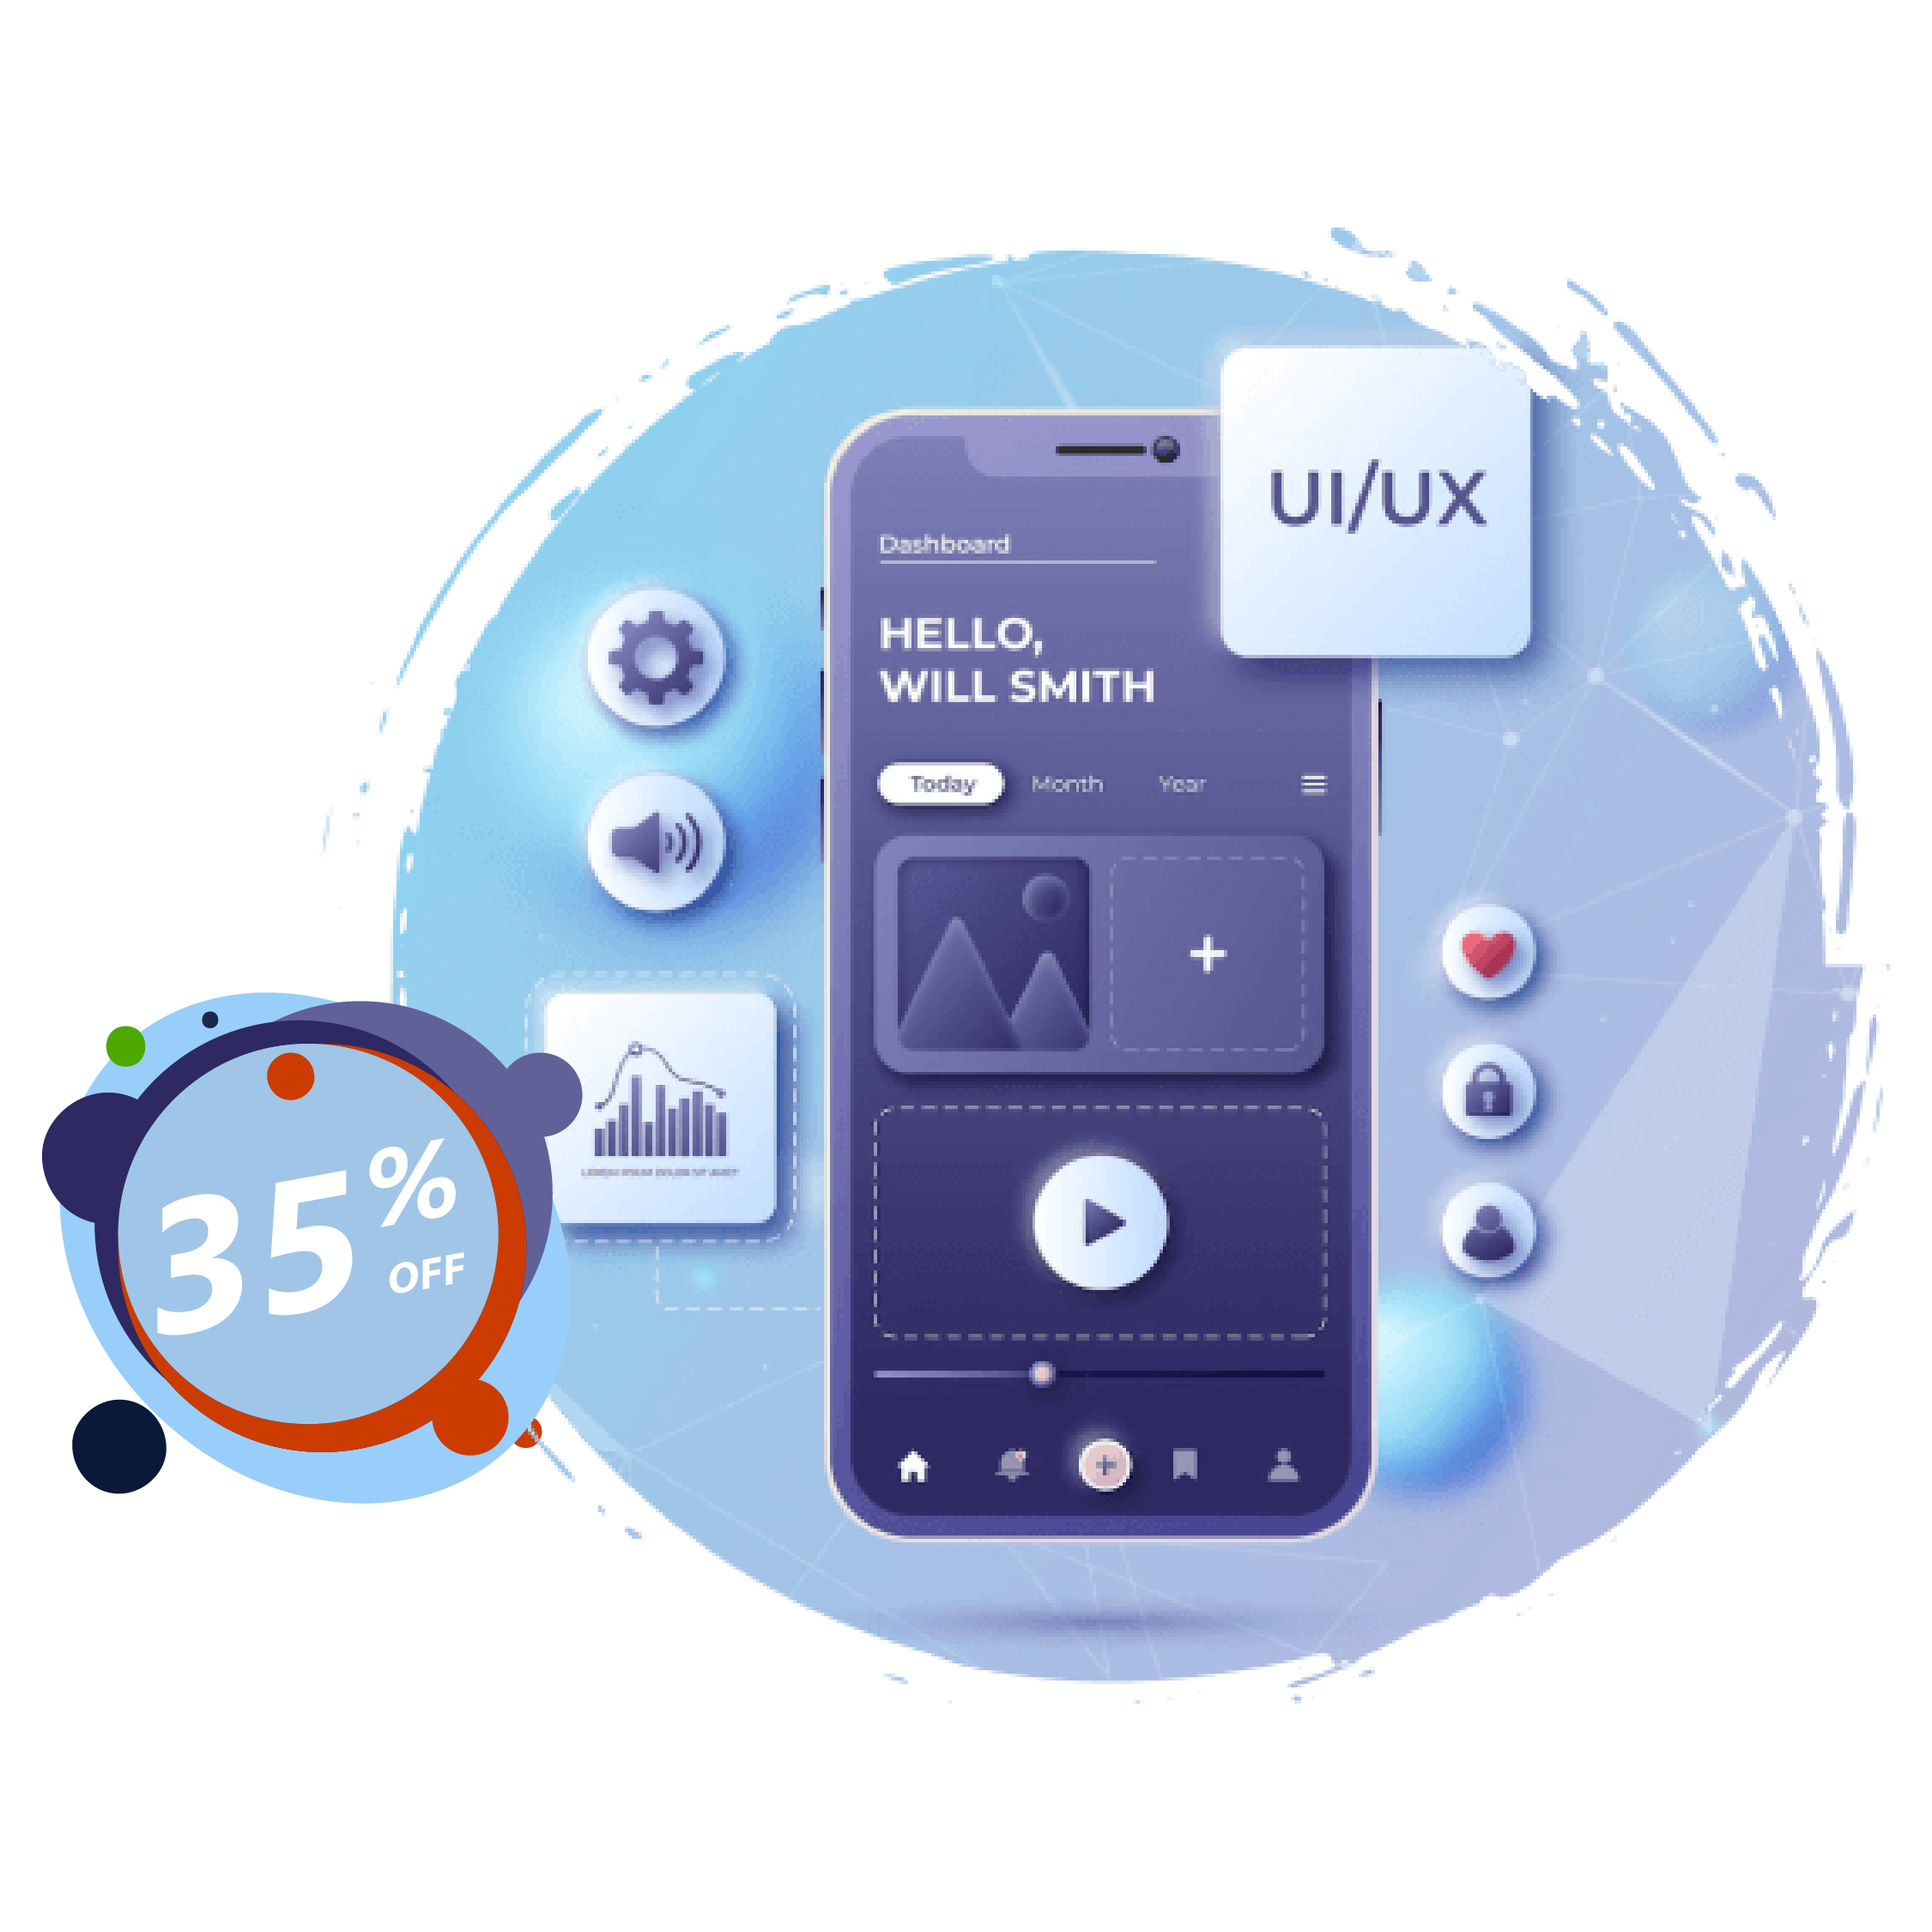 UI/UX
Dashboard
HELLO,
WILL SMITH
Today Month Year
35%
OFF